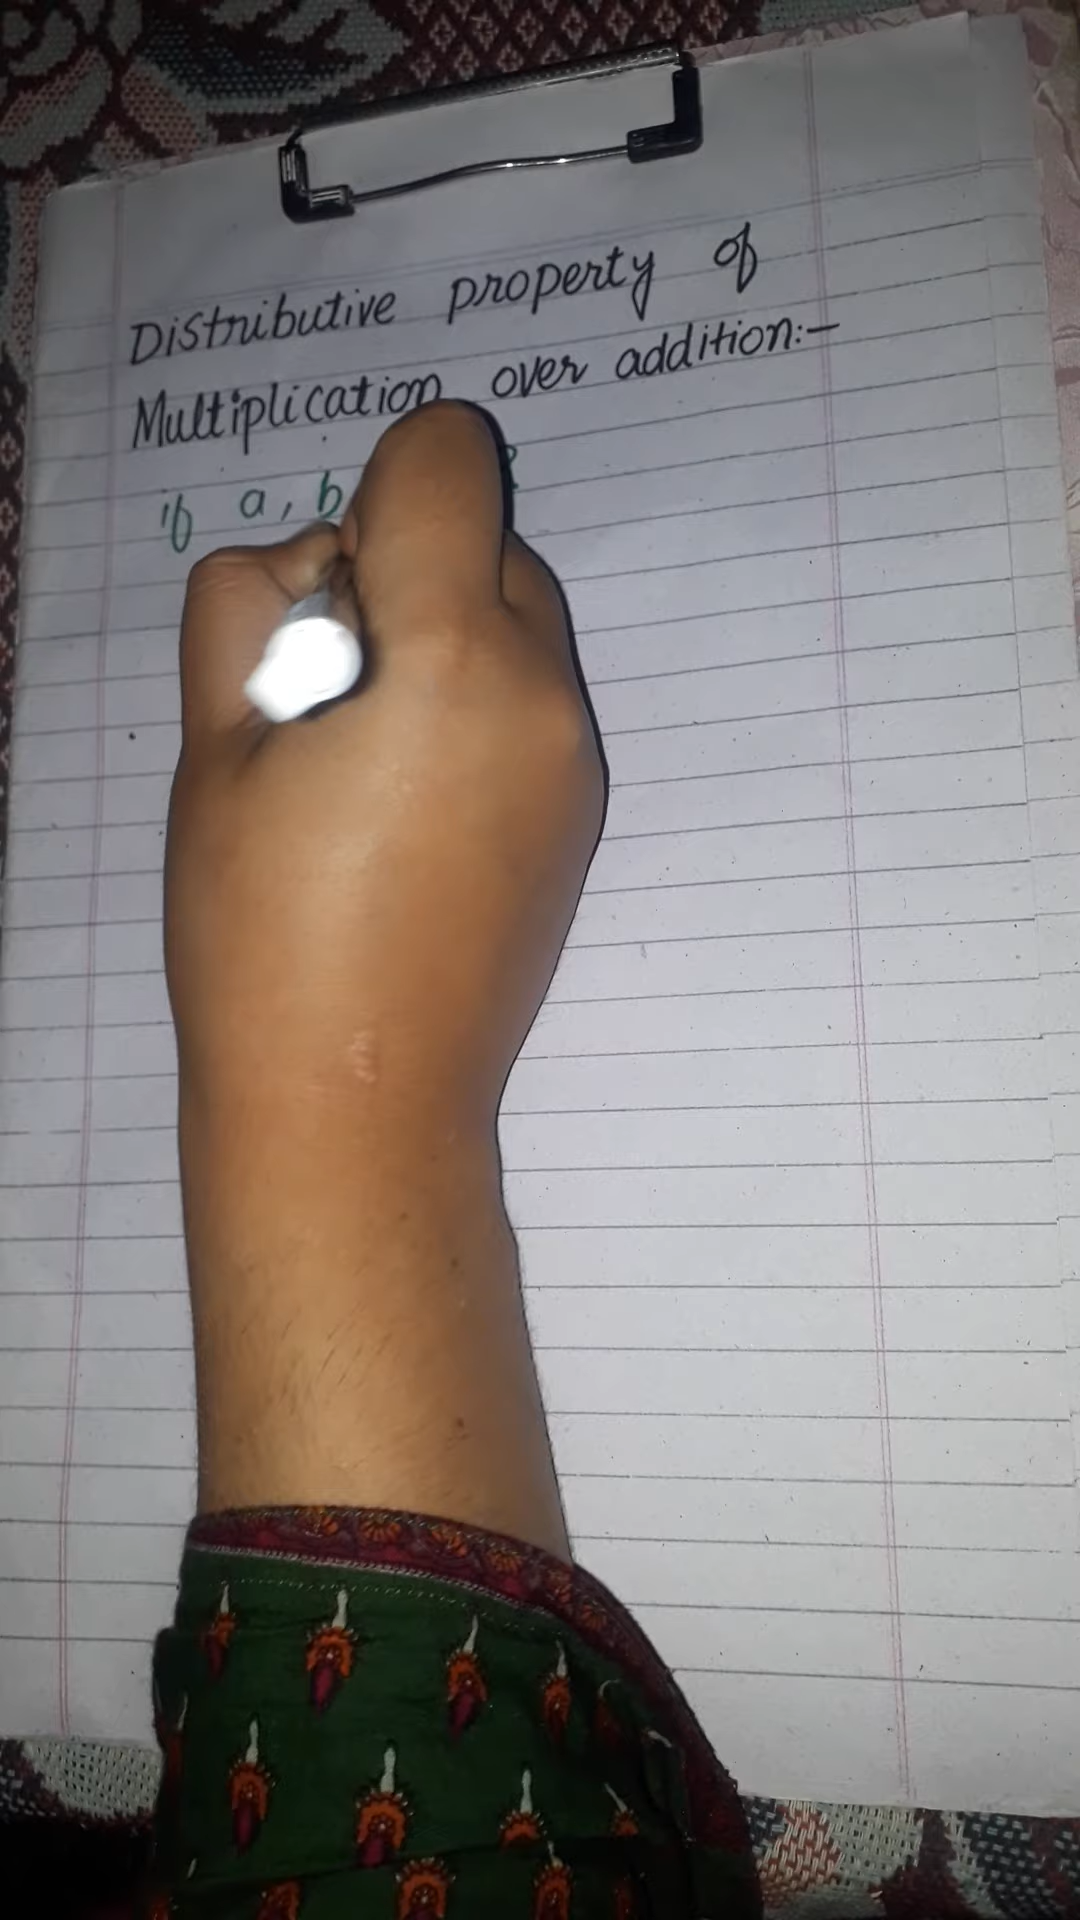 Distributive property of
Multiplication over addition:-
if a, b